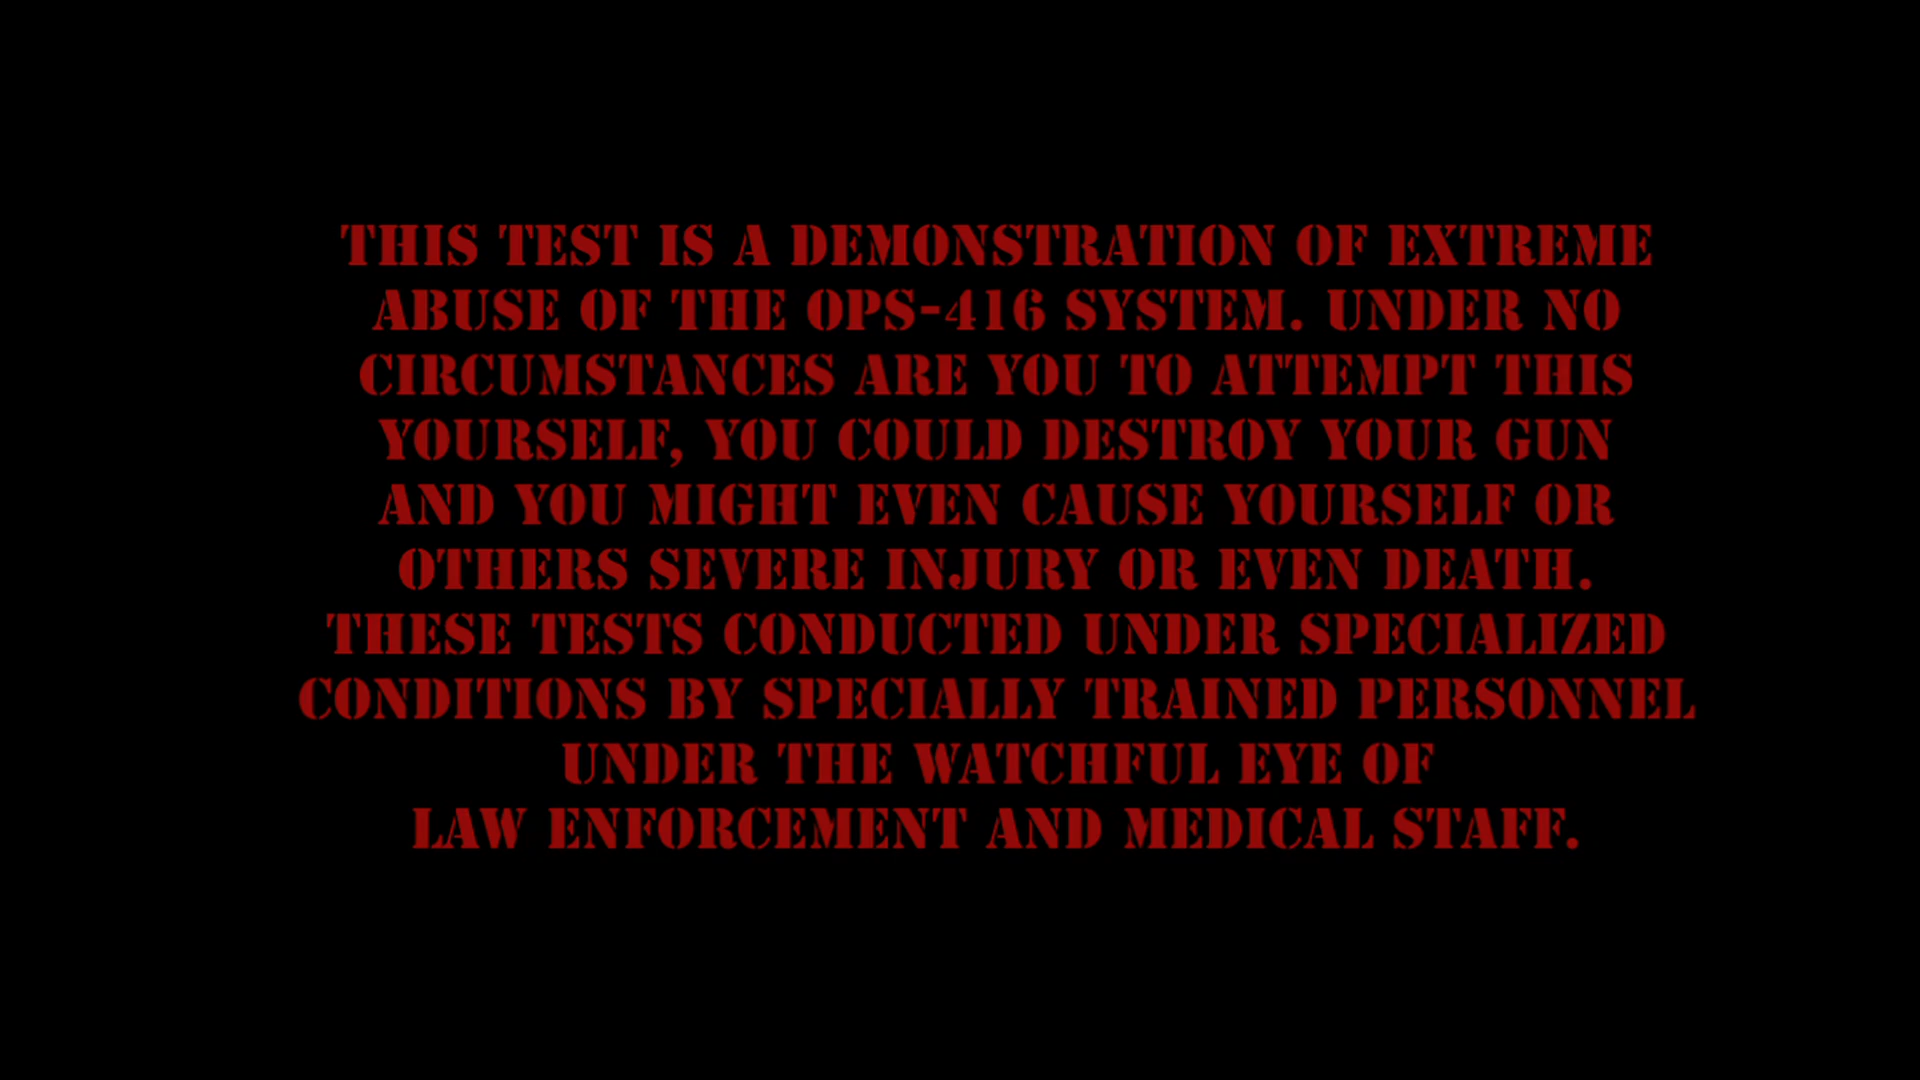 THIS TEST IS A DEMONSTRATION OF EXTREME
ABUSE OF THE OPS-416 SYSTEM. UNDER NO
CIRCUMSTANCES ARE YOU TO ATTEMPT THIS
YOURSELF, YOU COULD DESTROY YOUR GUN
AND YOU MIGHT EVEN CAUSE YOURSELF OR
OTHERS SEVERE INJURY OR EVEN DEATH.
THESE TESTS CONDUCTED UNDER SPECIALIZED
CONDITIONS BY SPECIALLY TRAINED PERSONNEL
UNDER THE WATCHFUL EYE OF
LAW ENFORCEMENT AND MEDICAL STAFF.